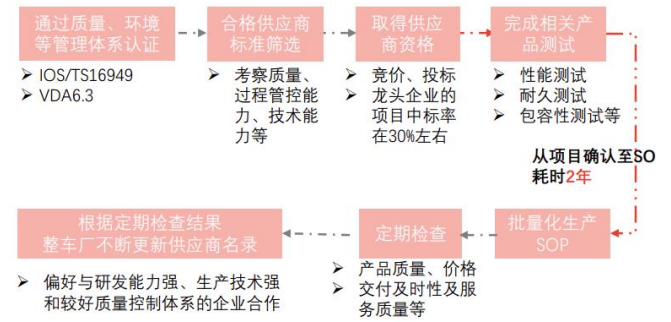 通过质量、环境
等管理体系认证
➢ IOS/TS16949
➢ VDA6.3
合格供应商
标准筛选
➢ 考察质量、
过程管控能
力、技术能
力等
取得供应
商资格
➢ 竞价、投标
➢ 龙头企业的
项目中标率
在30%左右
完成相关产
品测试
➢ 性能测试
➢ 耐久测试
➢ 包容性测试等
从项目确认至SO
耗时2年
批量化生产
SOP
定期检查
➢ 产品质量、价格
➢ 交付及时性及服
务质量等
根据定期检查结果
整车厂不断更新供应商名录
➢ 偏好与研发能力强、生产技术强
和较好质量控制体系的企业合作